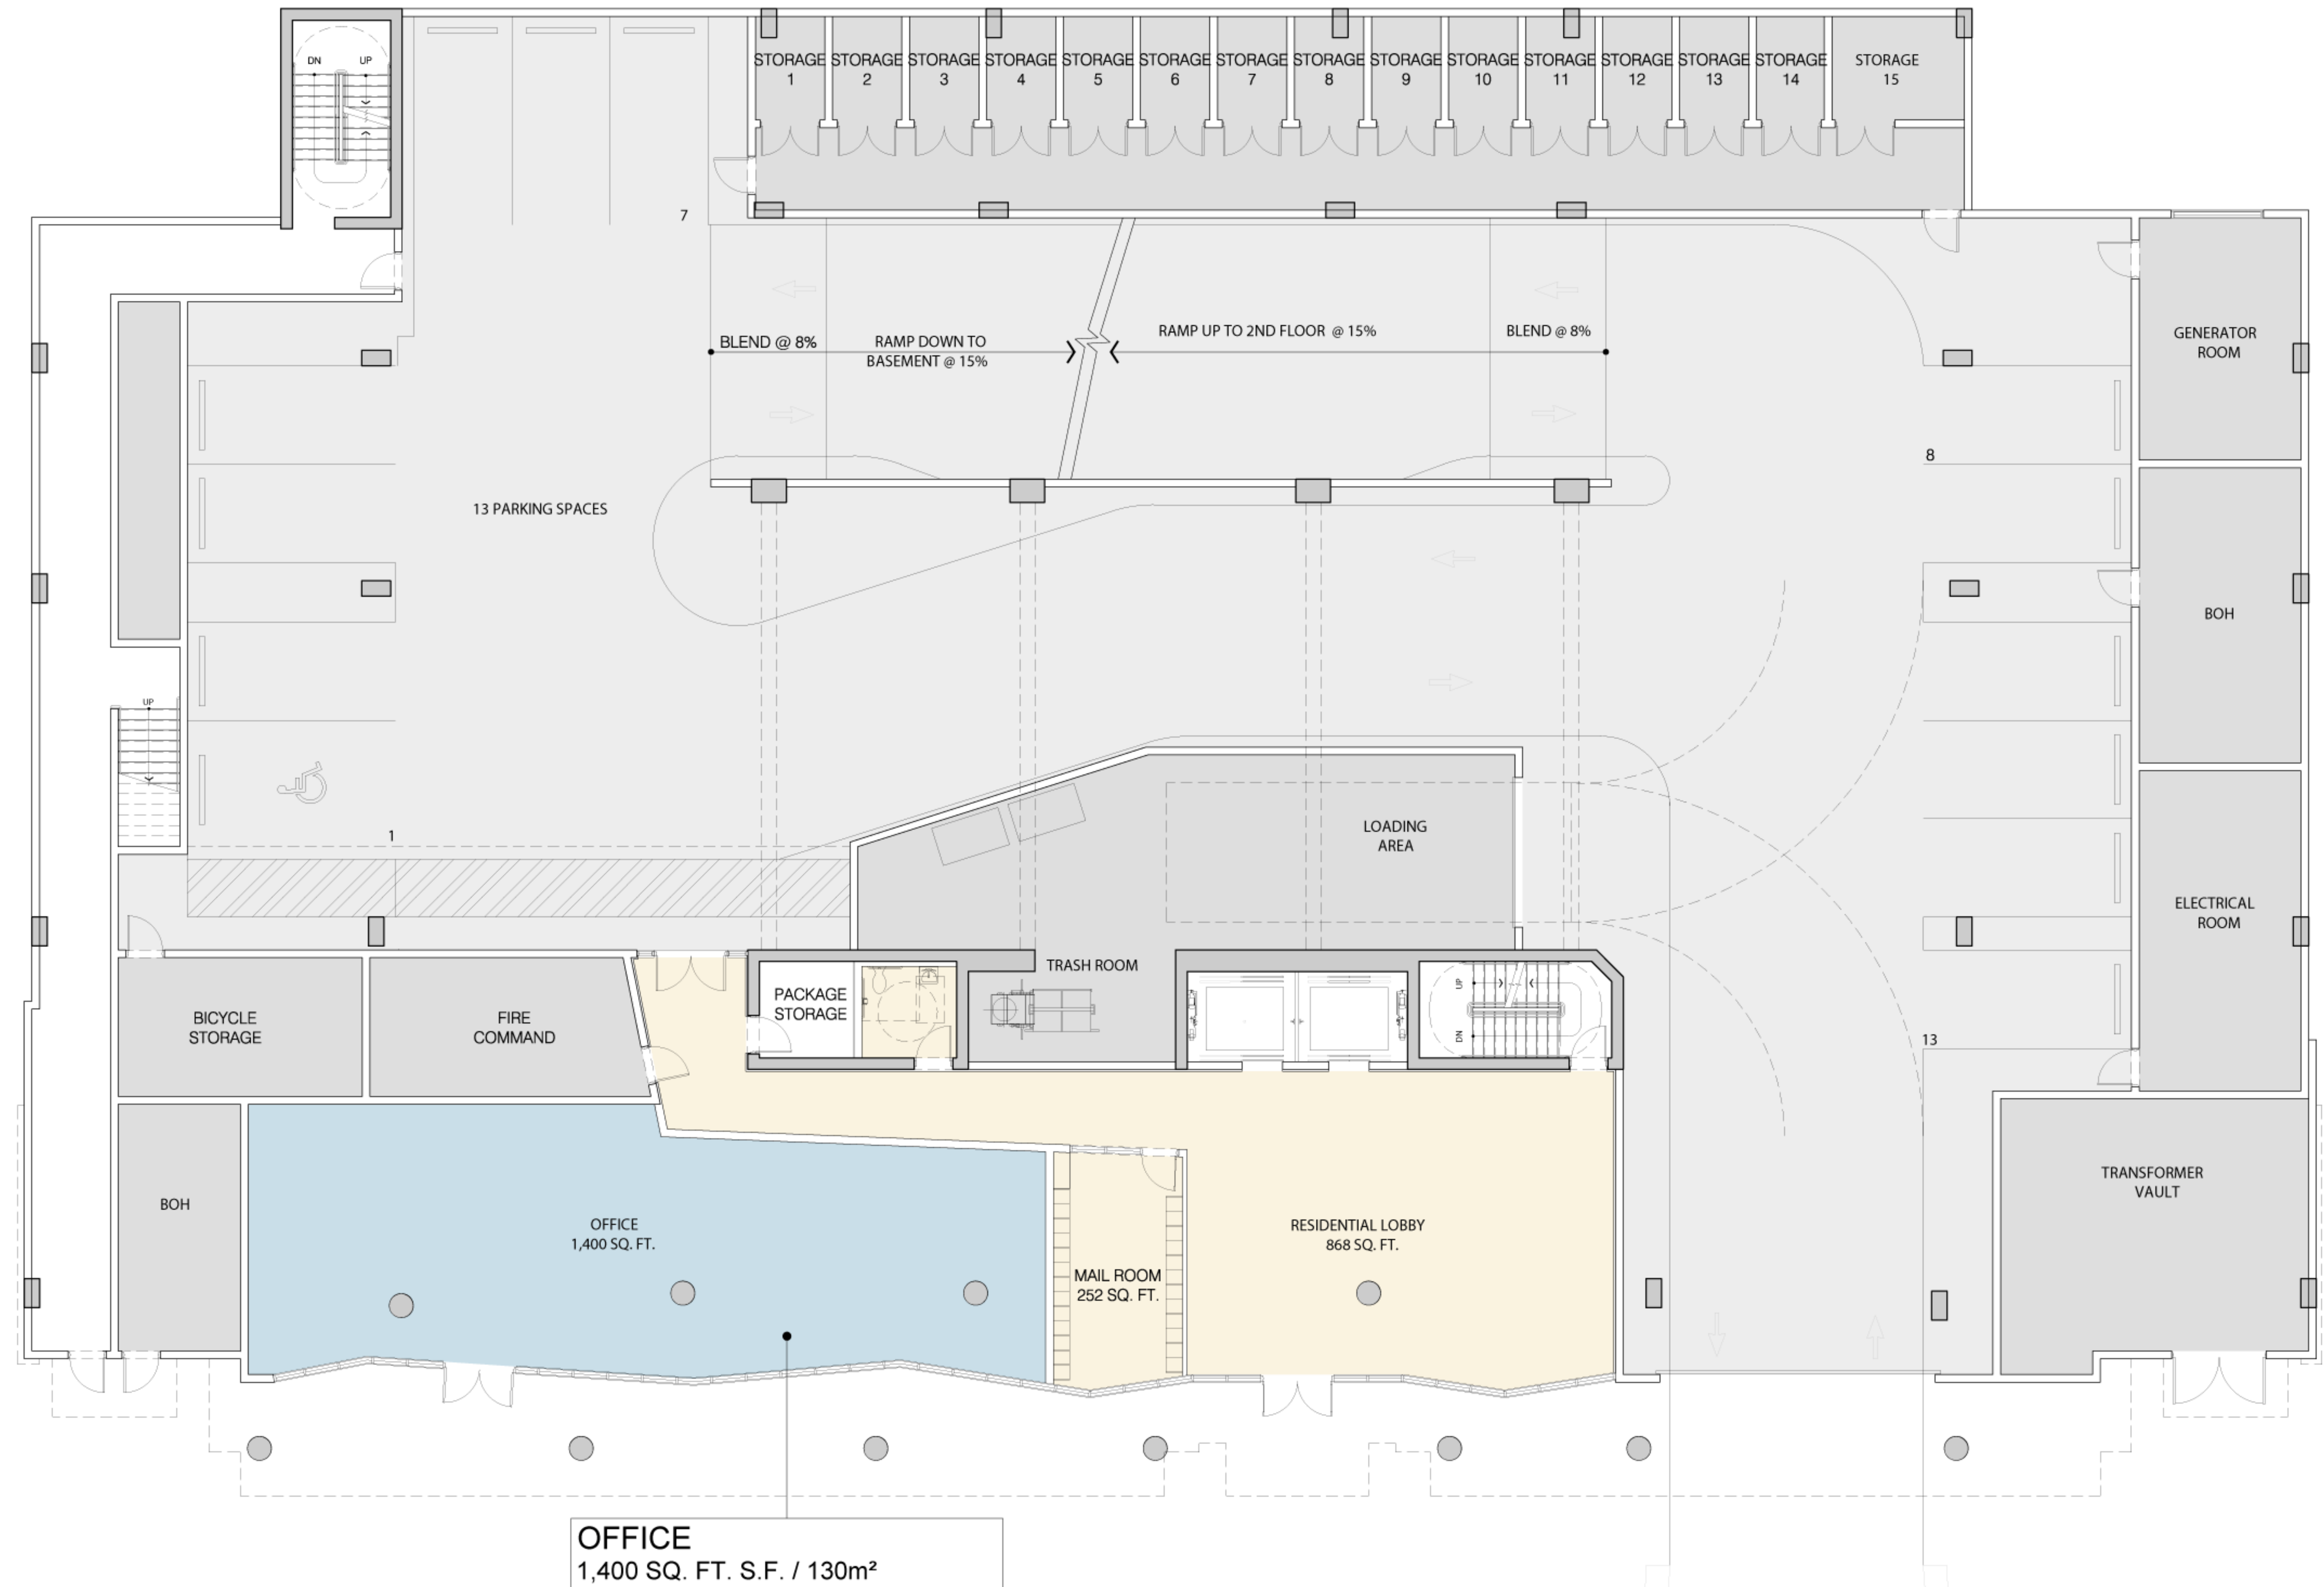 DN UP
STORAGE
1
STORAGE
2
STORAGE
3
STORAGE
4
STORAGE
5
STORAGE
6
STORAGE
7
STORAGE
8
STORAGE
9
STORAGE
10
STORAGE
11
STORAGE
12
STORAGE
13
STORAGE
14
STORAGE
15
7
BLEND @ 8%
RAMP DOWN TO
BASEMENT @ 15%
RAMP UP TO 2ND FLOOR @ 15%
BLEND @ 8%
GENERATOR
ROOM
8
13 PARKING SPACES
BOH
UP
1
LOADING
AREA
ELECTRICAL
ROOM
TRASH ROOM
PACKAGE
STORAGE
UP
DN
BICYCLE
STORAGE
FIRE
COMMAND
13
TRANSFORMER
VAULT
BOH
OFFICE
1,400 SQ. FT.
MAIL ROOM
252 SQ. FT.
RESIDENTIAL LOBBY
868 SQ. FT.
OFFICE
1,400 SQ. FT. S.F. / 130m²